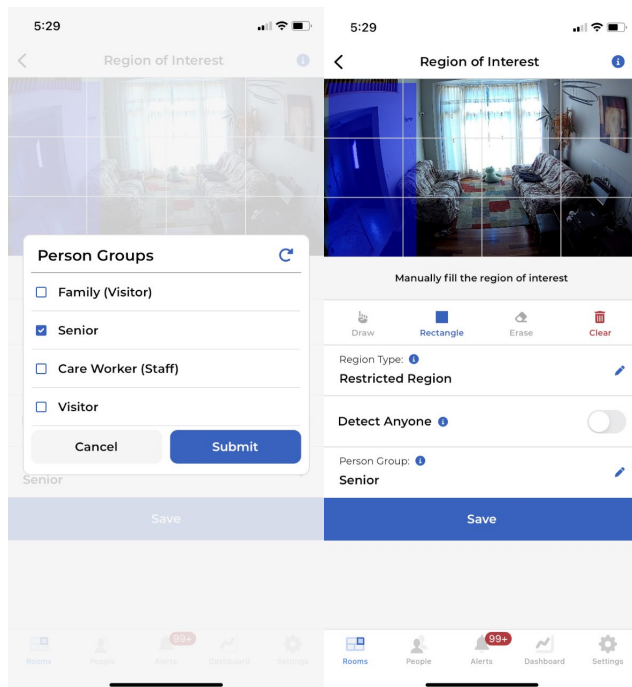 5:29
Region of Interest
Person Groups
Family (Visitor)
Senior
Care Worker (Staff)
Visitor
Cancel
Submit
Senior
Save
99+
Rooms
People
Alerts
Dashboard
Settings
5:29
Region of Interest
Manually fill the region of interest
Draw
Rectangle
Erase
Clear
Region Type:
Restricted Region
Detect Anyone
Person Group:
Senior
Save
99+
Rooms
People
Alerts
Dashboard
Settings